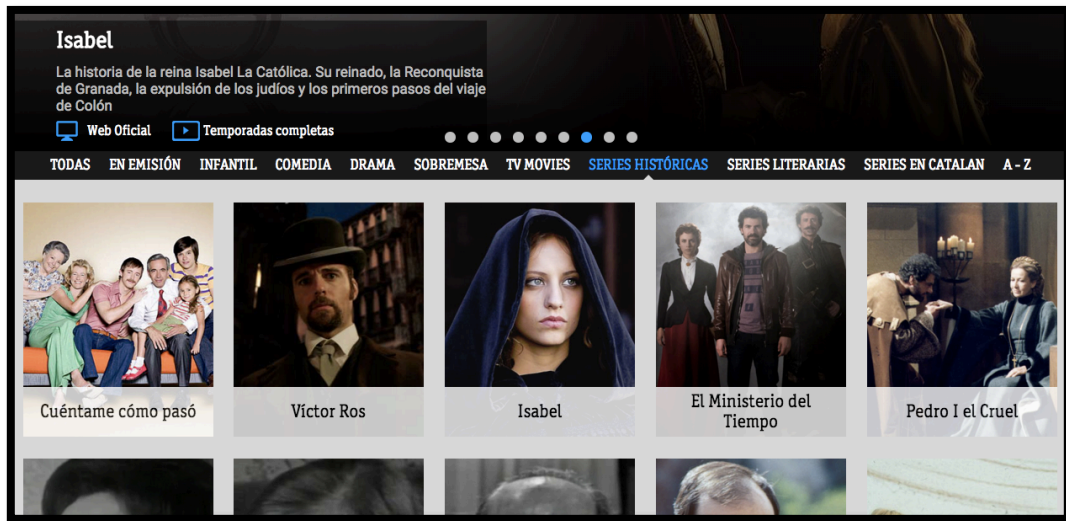 Isabel
La historia de la reina Isabel La Católica. Su reinado, la Reconquista
de Granada, la expulsión de los judíos y los primeros pasos del viaje
de Colón
Web Oficial Temporadas completas
TODAS EN EMISIÓN INFANTIL COMEDIA DRAMA SOBREMESA TV MOVIES SERIES HISTÓRICAS SERIES LITERARIAS SERIES EN CATALAN A - Z
Cuéntame cómo pasó
Víctor Ros
Isabel
El Ministerio del
Tiempo
Pedro I el Cruel